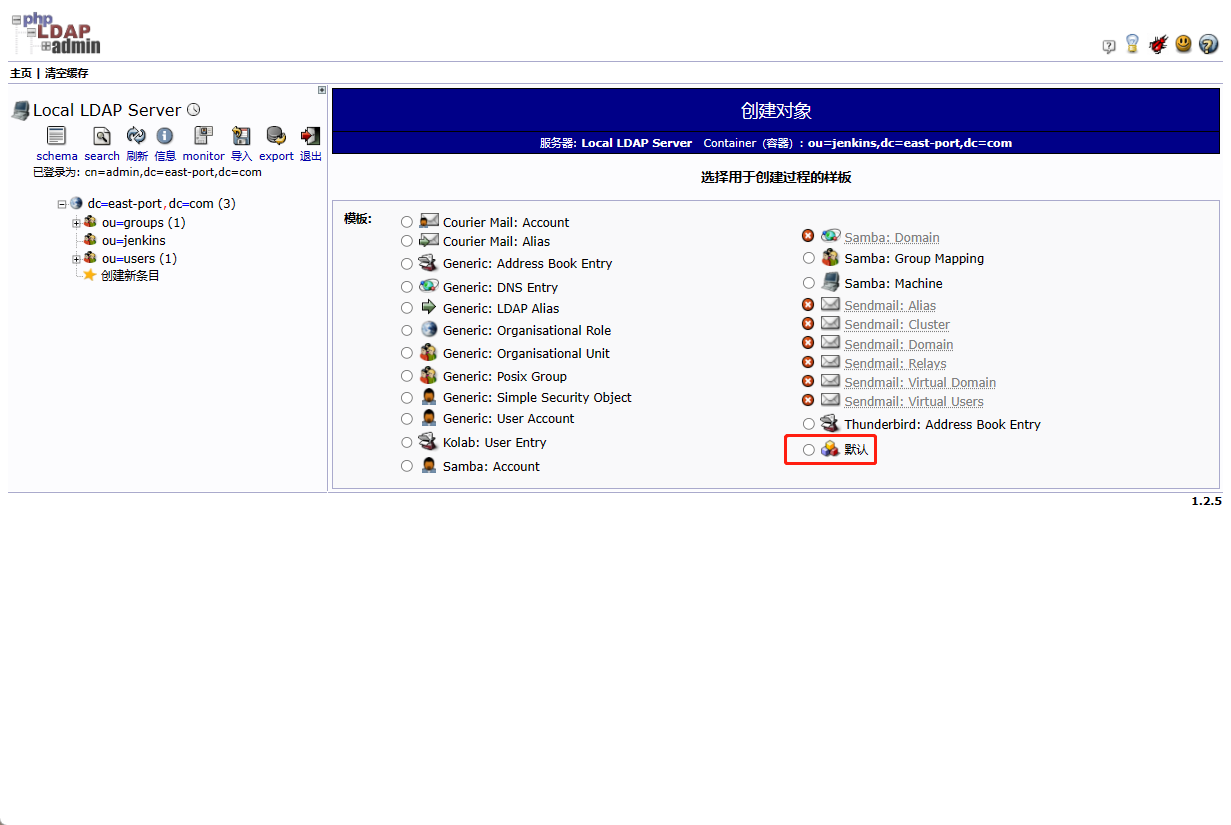 php
LDAP
admin
主页 | 清空缓存
Local LDAP Server
schema search 刷新 信息 monitor 导入 export 退出
已登录为: cn=admin,dc=east-port,dc=com
dc=east-port,dc=com (3)
ou=groups (1)
ou=jenkins
ou=users (1)
创建新条目
创建对象
服务器: Local LDAP Server Container (容器) : ou=jenkins,dc=east-port,dc=com
选择用于创建过程的样板
模板:
Courier Mail: Account
Courier Mail: Alias
Generic: Address Book Entry
Generic: DNS Entry
Generic: LDAP Alias
Generic: Organisational Role
Generic: Organisational Unit
Generic: Posix Group
Generic: Simple Security Object
Generic: User Account
Kolab: User Entry
Samba: Account
Samba: Domain
Samba: Group Mapping
Samba: Machine
Sendmail: Alias
Sendmail: Cluster
Sendmail: Domain
Sendmail: Relays
Sendmail: Virtual Domain
Sendmail: Virtual Users
Thunderbird: Address Book Entry
默认
1.2.5